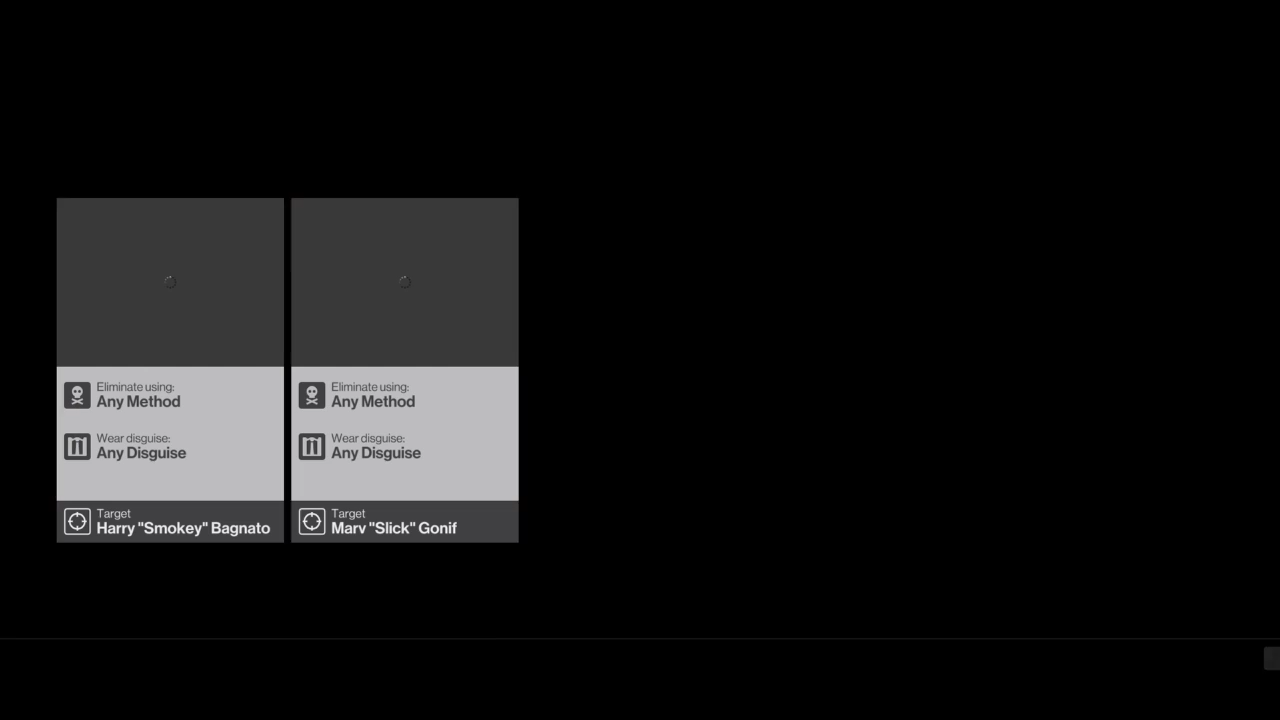 Eliminate using:
Any Method
Wear disguise:
Any Disguise
Target
Harry "Smokey" Bagnato
Eliminate using:
Any Method
Wear disguise:
Any Disguise
Target
Marv "Slick" Gonif